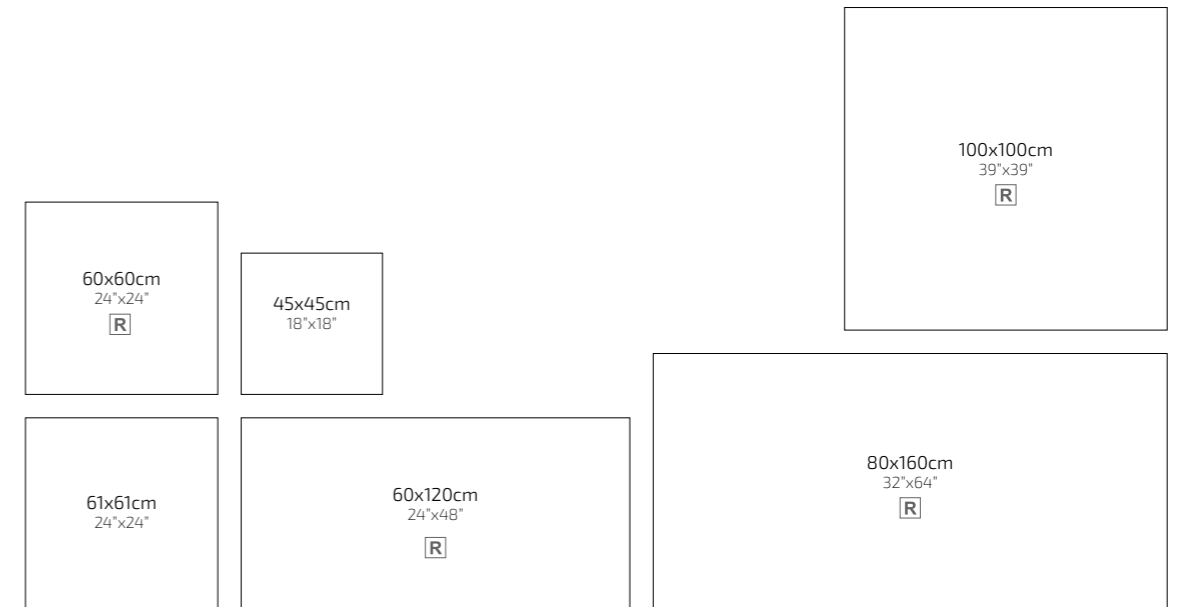 100x100cm
39"x39"
R
60x60cm
24"x24"
R
45x45cm
18"x18"
80x160cm
32"x64"
R
61x61cm
24"x24"
60x120cm
24"x48"
R